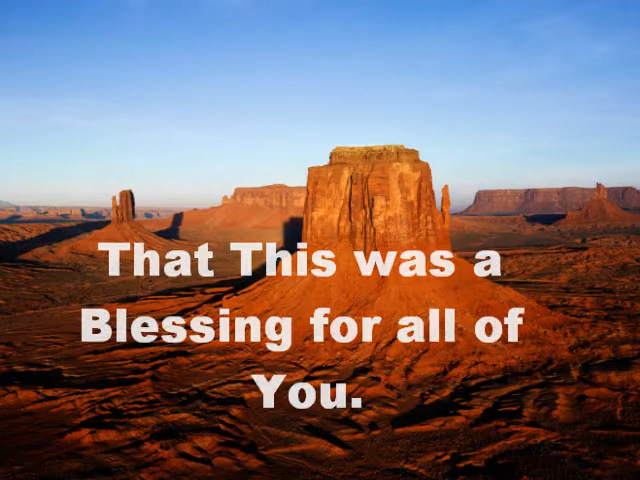 That This was a
Blessing for all of
You.